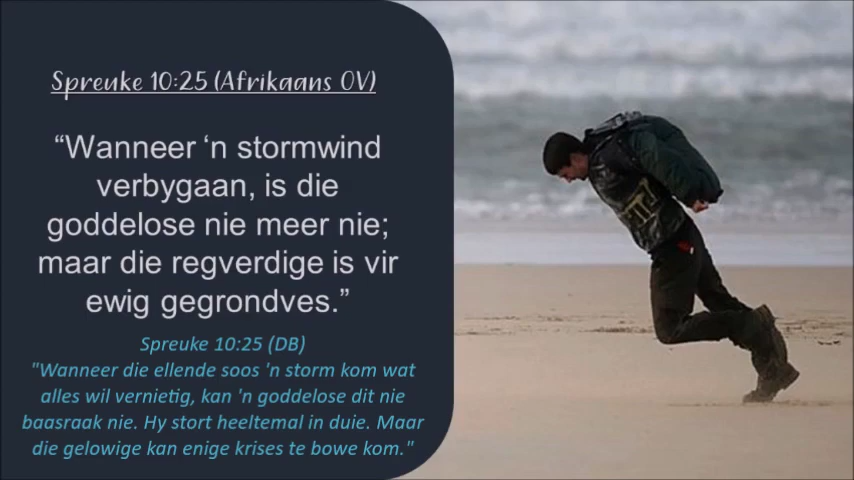 Spreuke 10:25 (Afrikaans OV)
“Wanneer ‘n stormwind
verbygaan, is die
goddelose nie meer nie;
maar die regverdige is vir
ewig gegrondves.”
Spreuke 10:25 (DB)
"Wanneer die ellende soos 'n storm kom wat
alles wil vernietig, kan 'n goddelose dit nie
baasraak nie. Hy stort heeltemal in duie. Maar
die gelowige kan enige krises te bowe kom."